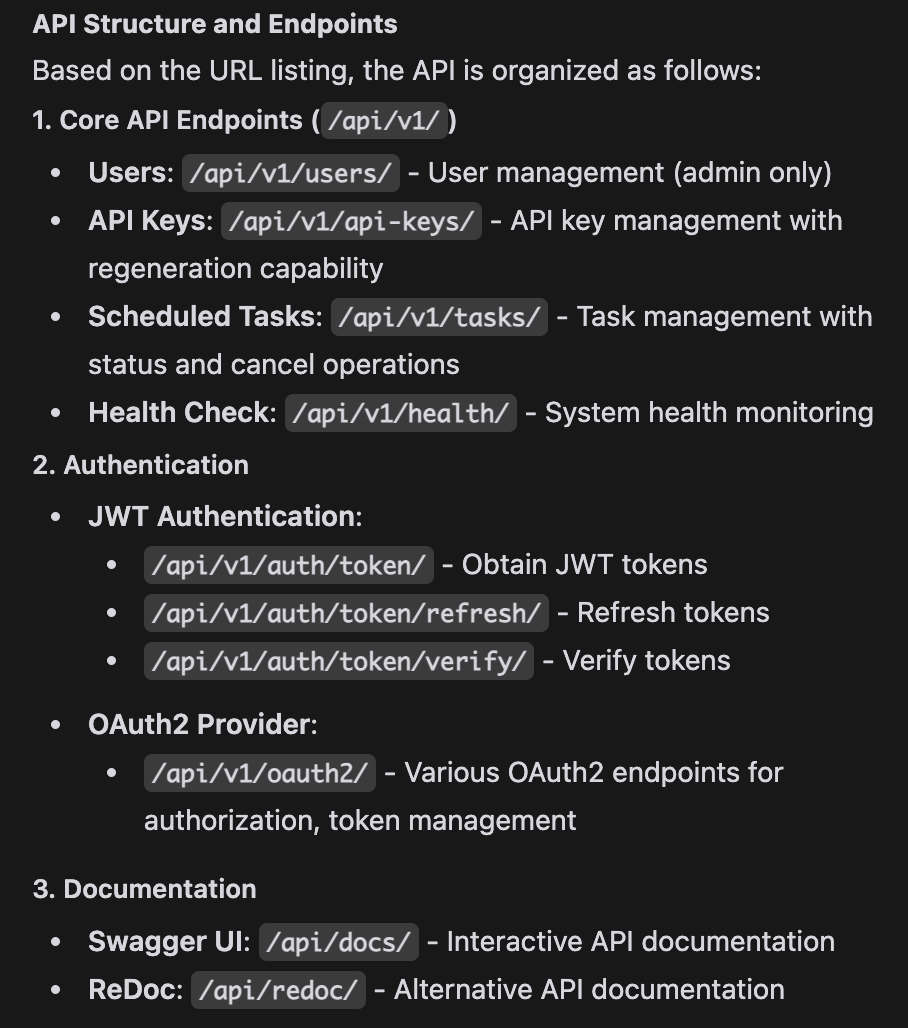 API Structure and Endpoints
Based on the URL listing, the API is organized as follows:
1. Core API Endpoints (/api/v1/)
• Users: /api/v1/users/ - User management (admin only)
• API Keys: /api/v1/api-keys/ - API key management with
regeneration capability
• Scheduled Tasks: /api/v1/tasks/ - Task management with
status and cancel operations
• Health Check: /api/v1/health/ - System health monitoring
2. Authentication
• JWT Authentication:
• /api/v1/auth/token/ - Obtain JWT tokens
• /api/v1/auth/token/refresh/ - Refresh tokens
• /api/v1/auth/token/verify/ - Verify tokens
• OAuth2 Provider:
• /api/v1/oauth2/ - Various OAuth2 endpoints for
authorization, token management
3. Documentation
• Swagger UI: /api/docs/ - Interactive API documentation
• ReDoc: /api/redoc/ - Alternative API documentation